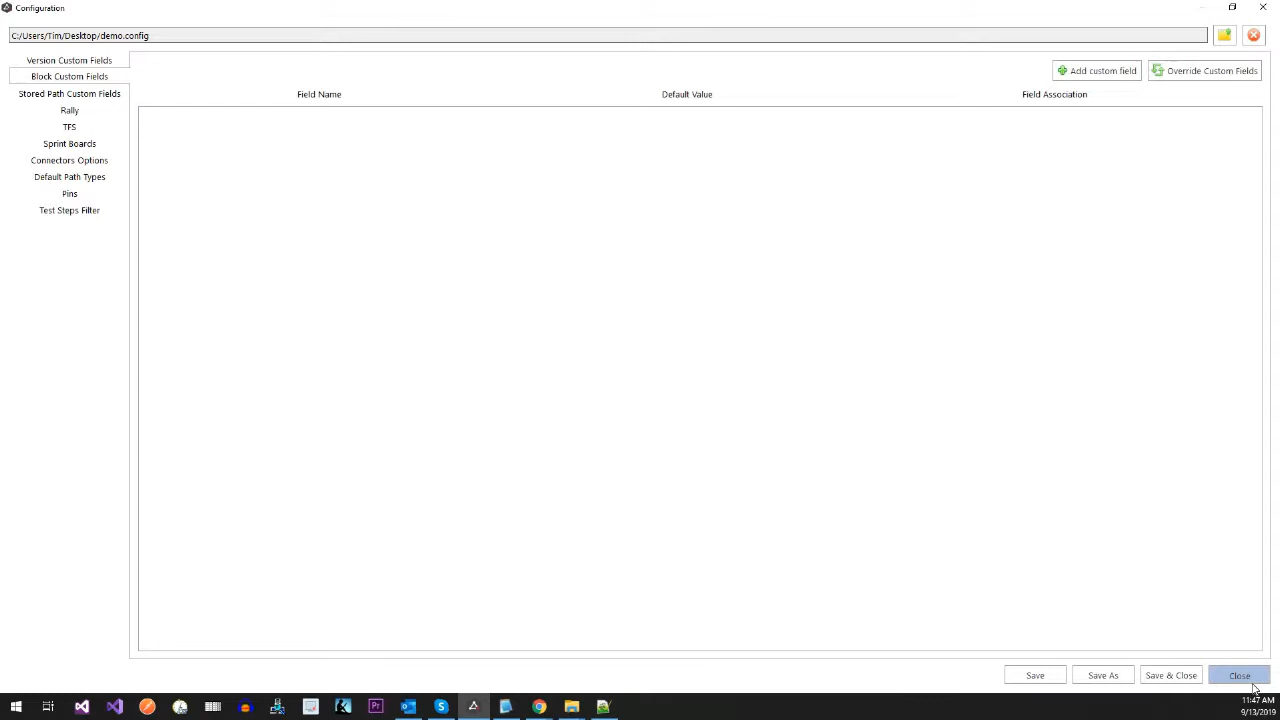 Configuration
C:/Users/Tim/Desktop/demo.config
Version Custom Fields
Block Custom Fields
Stored Path Custom Fields
Rally
TFS
Sprint Boards
Connectors Options
Default Path Types
Pins
Test Steps Filter
Add custom field
Override Custom Fields
Field Name Default Value Field Association
Save Save As Save & Close Close
11:47 AM
9/13/2019